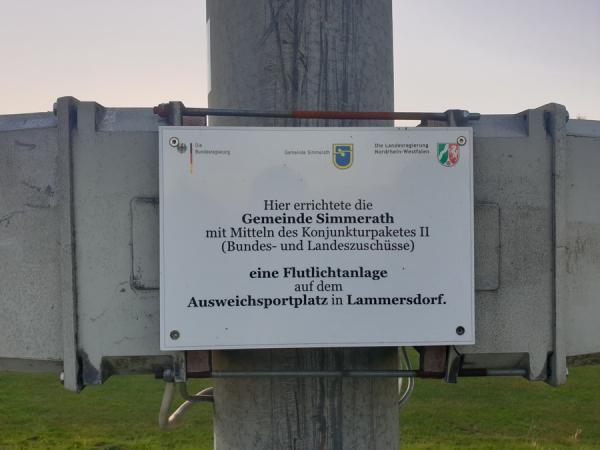 Die
Bundesregierung
Gemeinde Simmerath
Die Landesregierung
Nordrhein-Westfalen
Hier errichtete die
Gemeinde Simmerath
mit Mitteln des Konjunkturpaketes II
(Bundes- und Landeszuschüsse)
eine Flutlichtanlage
auf dem
Ausweichsportplatz in Lammersdorf.